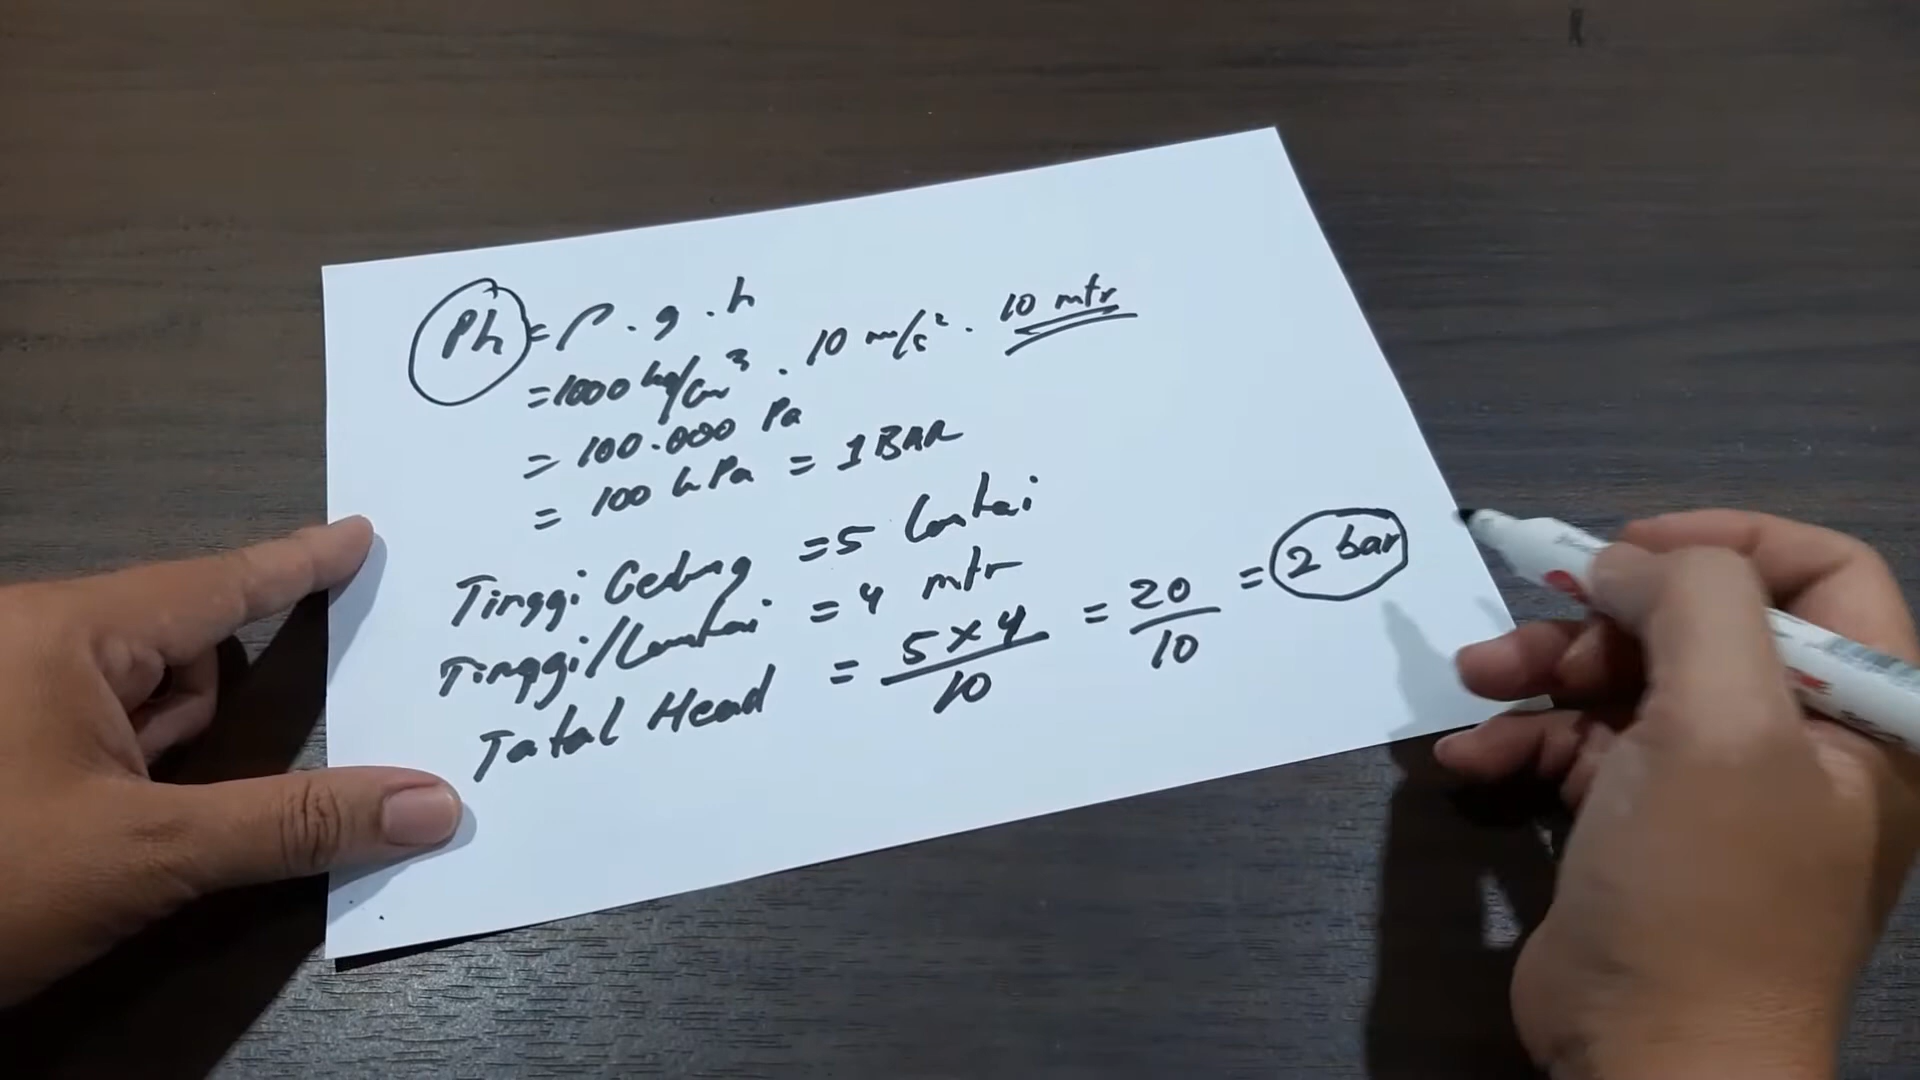 Ph = ρ . g . h
= 1000 kg/cm³ . 10 m/s² . 10 mtr
= 100.000 Pa
= 100 kPa = 1 BAR
Tinggi Gedung = 5 Lantai
Tinggi/Lantai = 4 mtr
Total Head = 5 x 4 / 10 = 20 / 10 = 2 bar